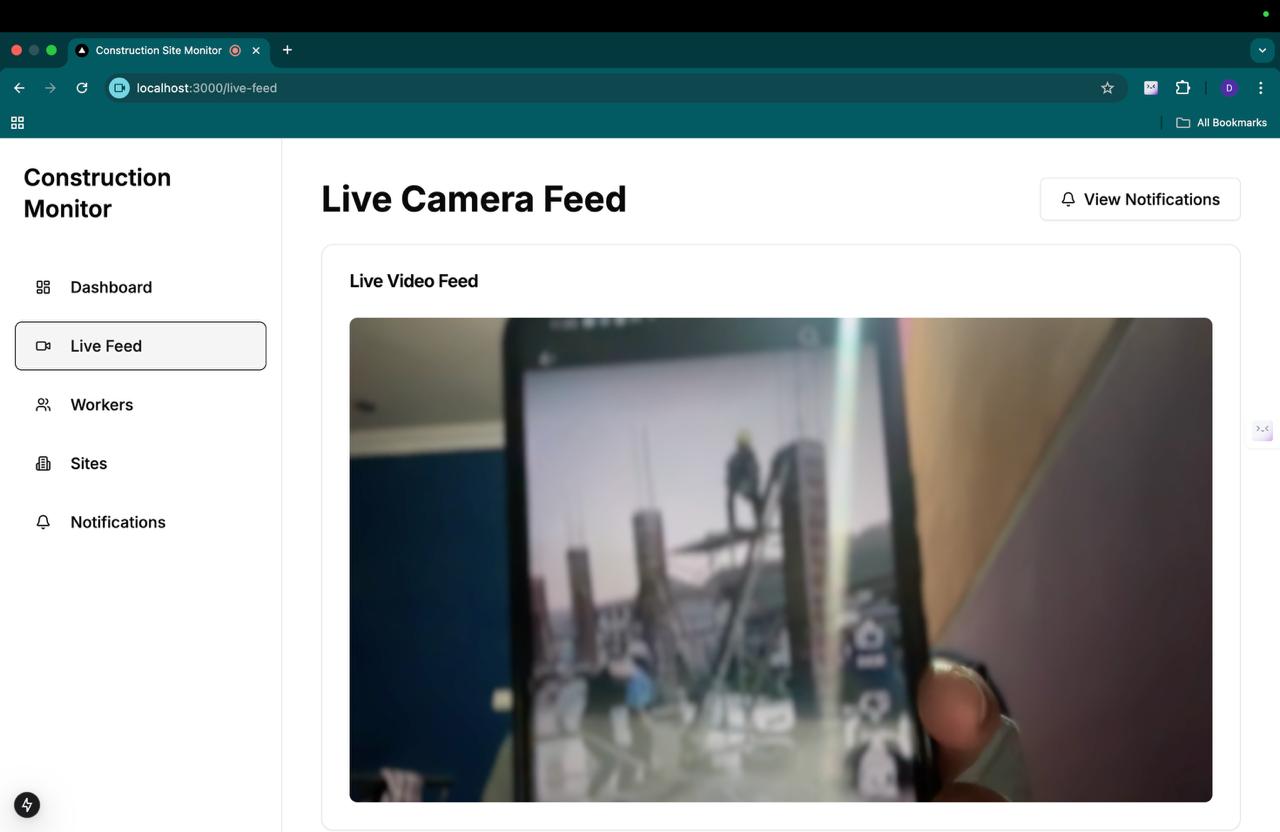 Construction Site Monitor
localhost:3000/live-feed
D
All Bookmarks
Construction
Monitor
Dashboard
Live Feed
Workers
Sites
Notifications
Live Camera Feed
View Notifications
Live Video Feed